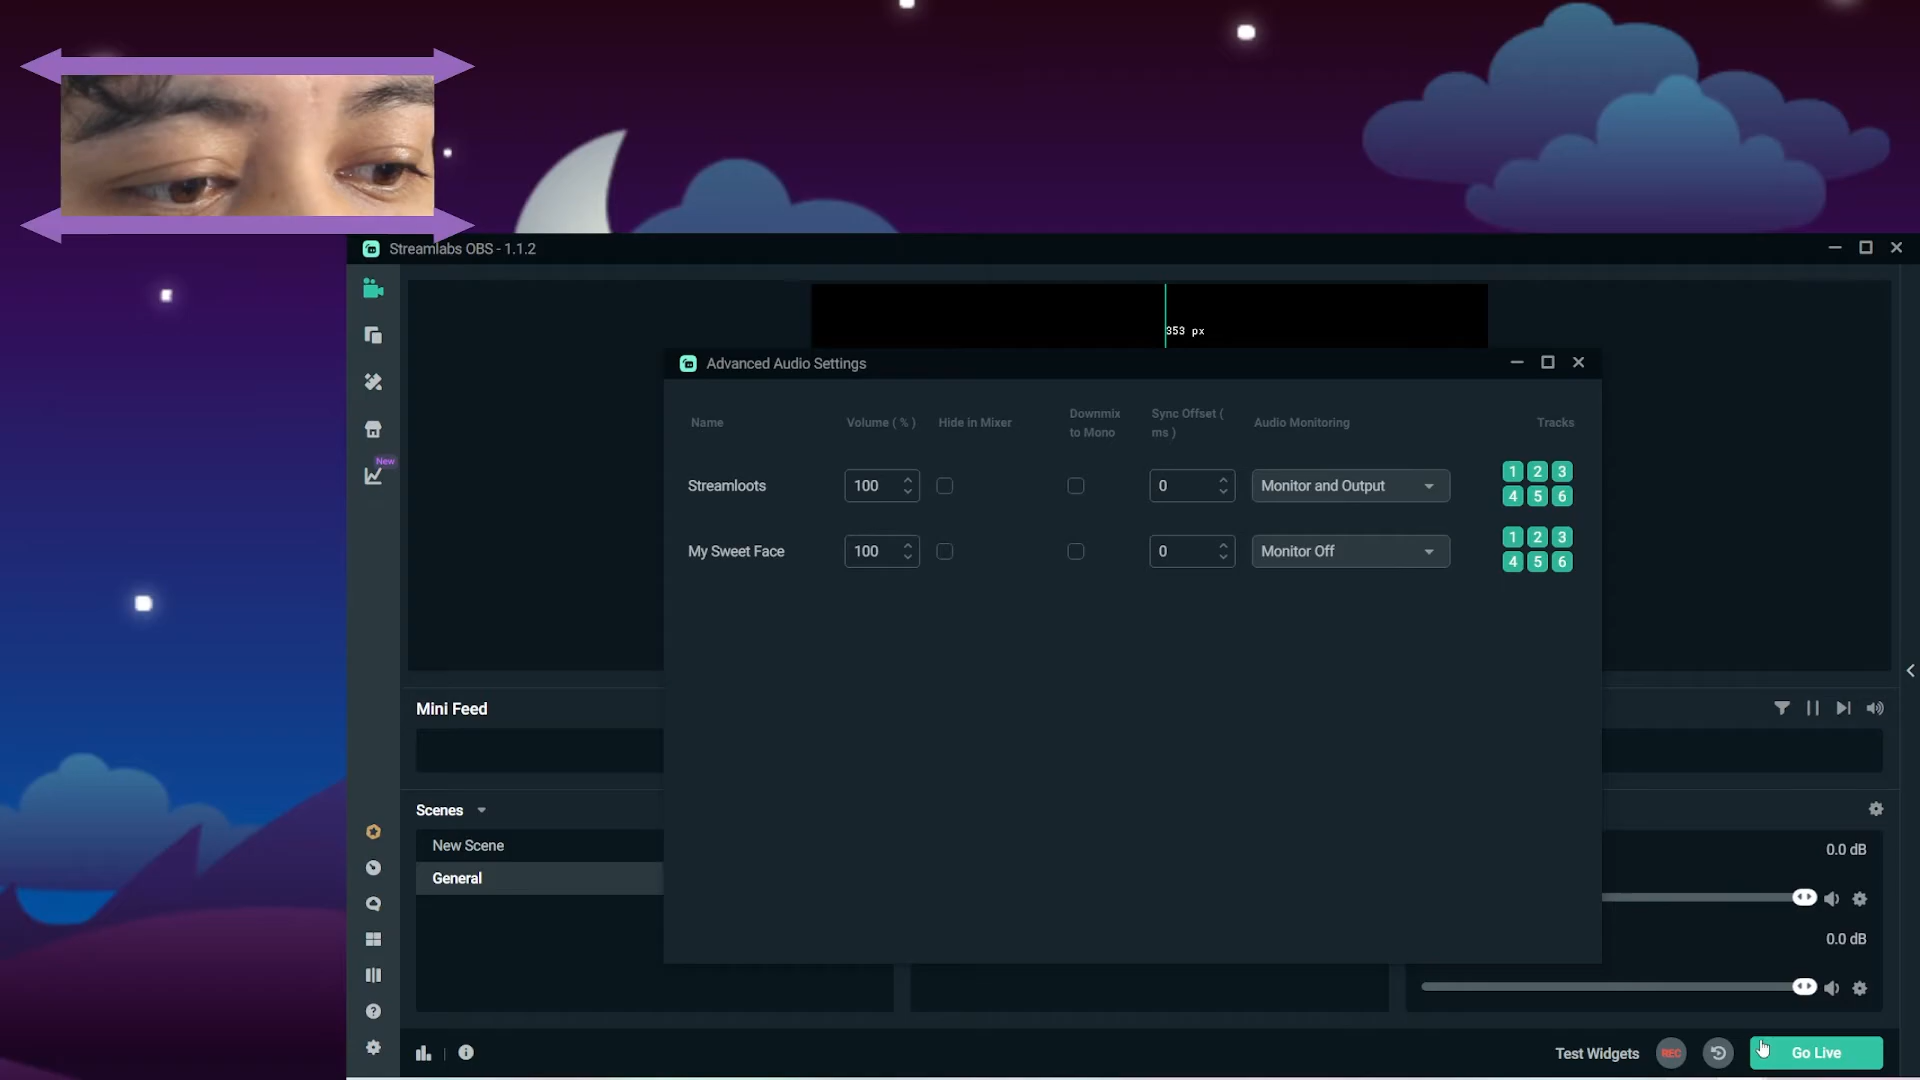 Streamlabs OBS - 1.1.2
353 px
Advanced Audio Settings
Name Volume ( % ) Hide in Mixer Downmix to Mono Sync Offset ( ms ) Audio Monitoring Tracks
Streamloots 100 0 Monitor and Output 1 2 3
4 5 6
My Sweet Face 100 0 Monitor Off 1 2 3
4 5 6
New
Mini Feed
Scenes
New Scene
General
0.0 dB
0.0 dB
Test Widgets REC Go Live